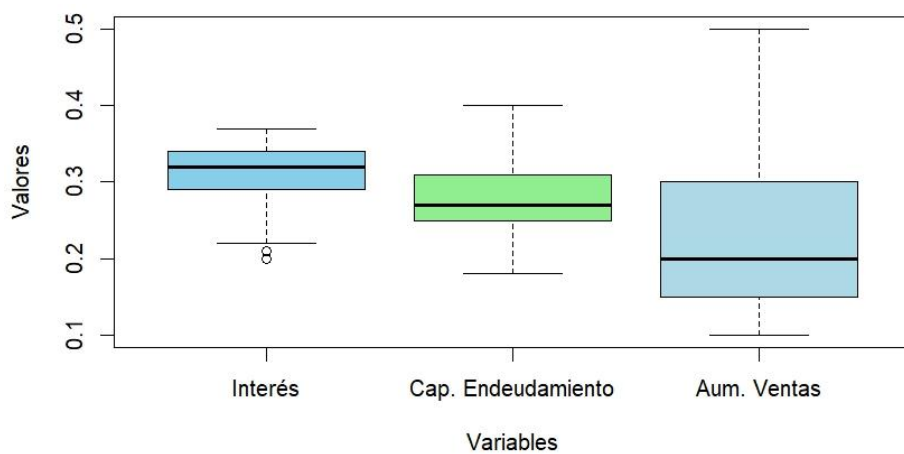 Valores
0.5
0.4
0.3
0.2
0.1
Interés Cap. Endeudamiento Aum. Ventas
Variables